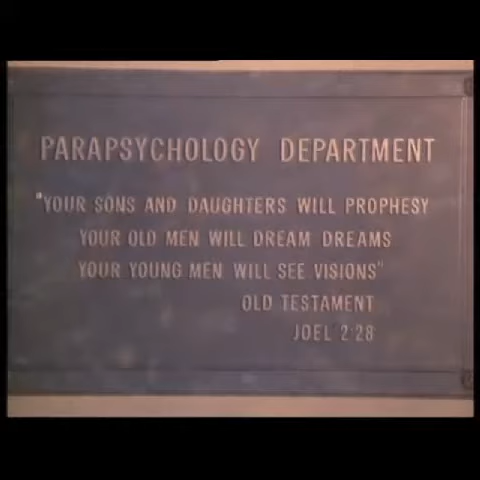 PARAPSYCHOLOGY DEPARTMENT
"YOUR SONS AND DAUGHTERS WILL PROPHESY
YOUR OLD MEN WILL DREAM DREAMS
YOUR YOUNG MEN WILL SEE VISIONS"
OLD TESTAMENT
JOEL 2:28